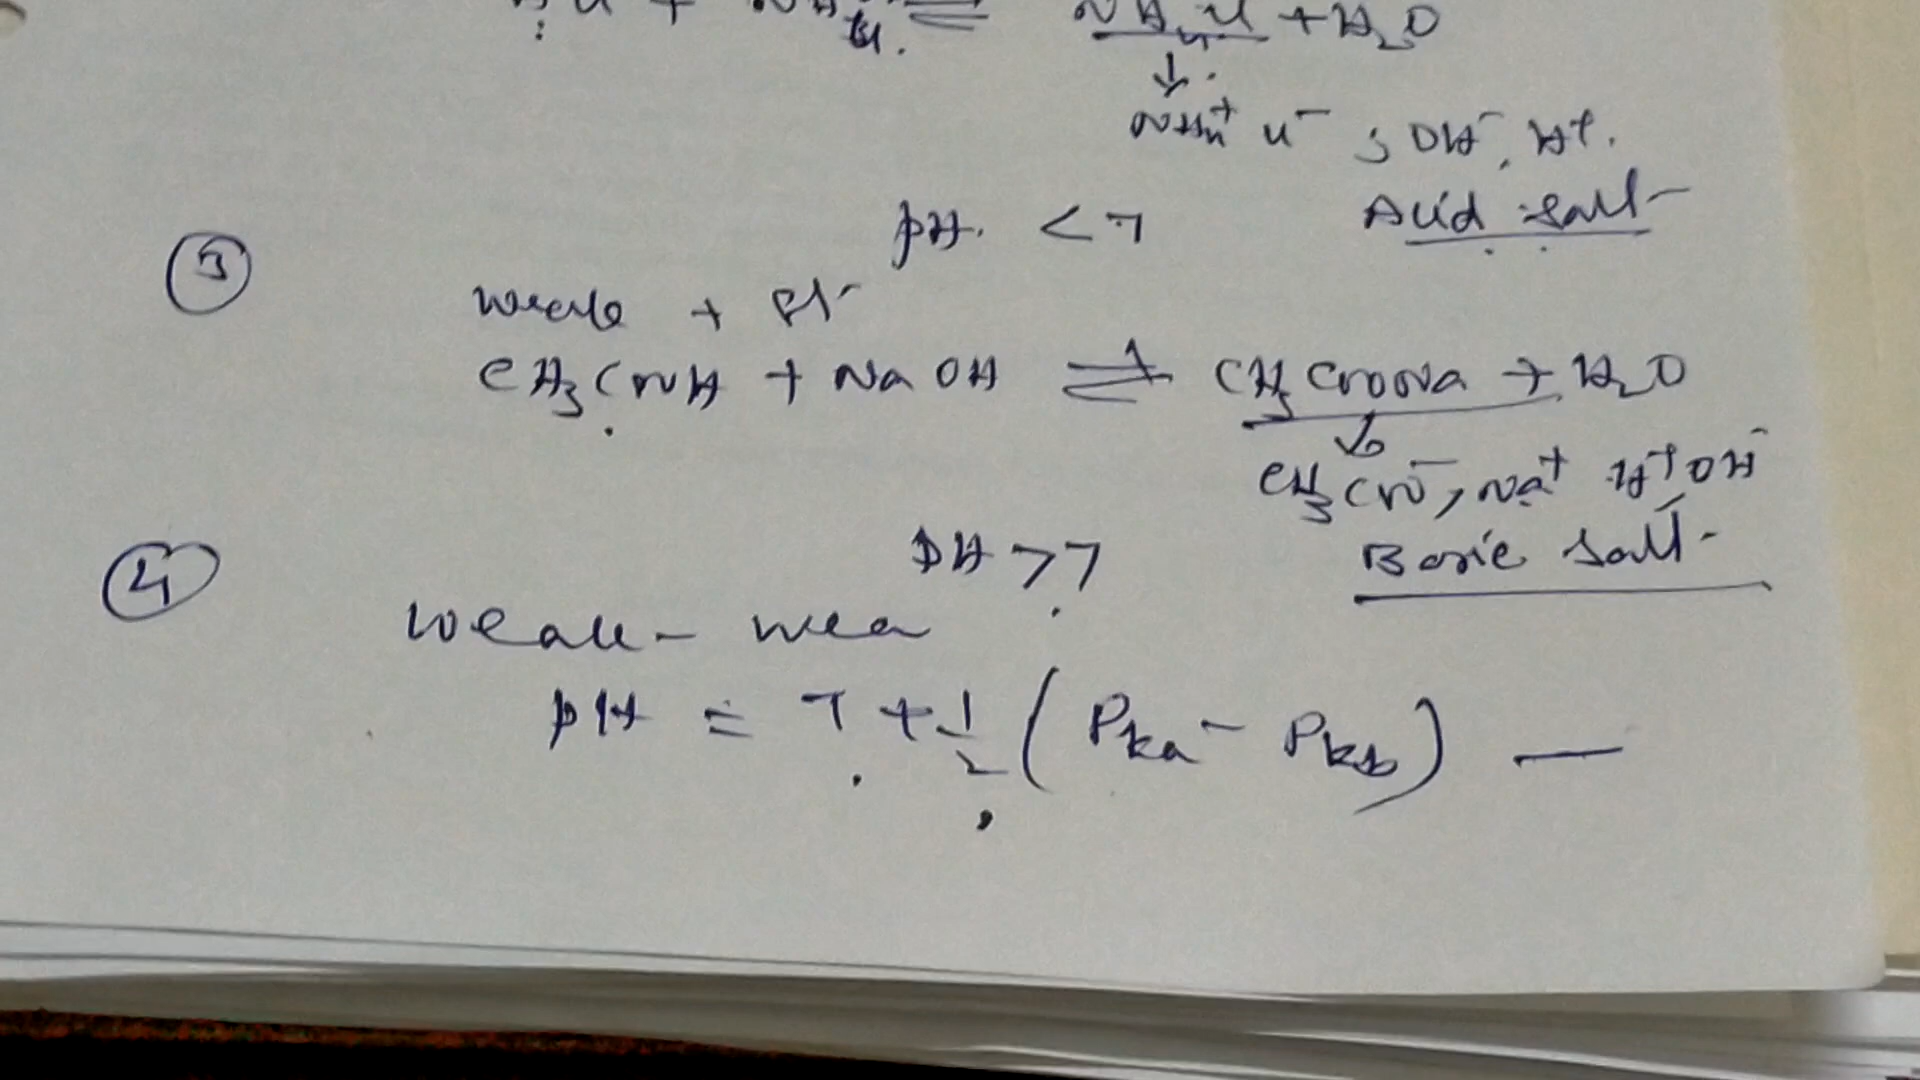 NH4Cl + H2O
↓
NH4+ Cl- ; OH-, H+.
pH. < 7 Acid salt
③
weak + st
CH3COOH + NaOH ⇌ CH3COONa + H2O
↓
CH3COO-, Na+ H+ OH-
pH > 7 Basic salt
④
weak - wea
pH = 7 + 1/2 (Pka - Pkb) —